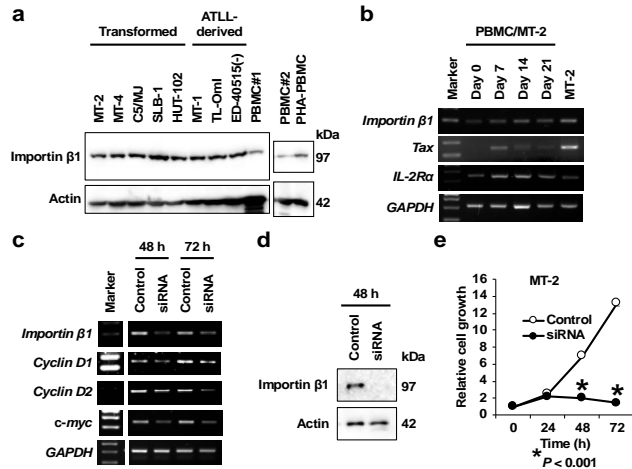 a
Transformed
ATLL-
derived
MT-2
MT-4
C5/MJ
SLB-1
HUT-102
MT-1
TL-OmI
ED-40515(-)
PBMC#1
PBMC#2
PHA-PBMC
kDa
Importin β1
97
Actin
42
b
PBMC/MT-2
Marker
Day 0
Day 7
Day 14
Day 21
MT-2
Importin β1
Tax
IL-2Rα
GAPDH
c
48 h
72 h
Marker
Control
siRNA
Control
siRNA
Importin β1
Cyclin D1
Cyclin D2
c-myc
GAPDH
d
48 h
Control
siRNA
kDa
Importin β1
97
Actin
42
e
MT-2
Relative cell growth
16
14
12
10
8
6
4
2
0
Control
siRNA
*
*
0 24 48 72
Time (h)
* P < 0.001